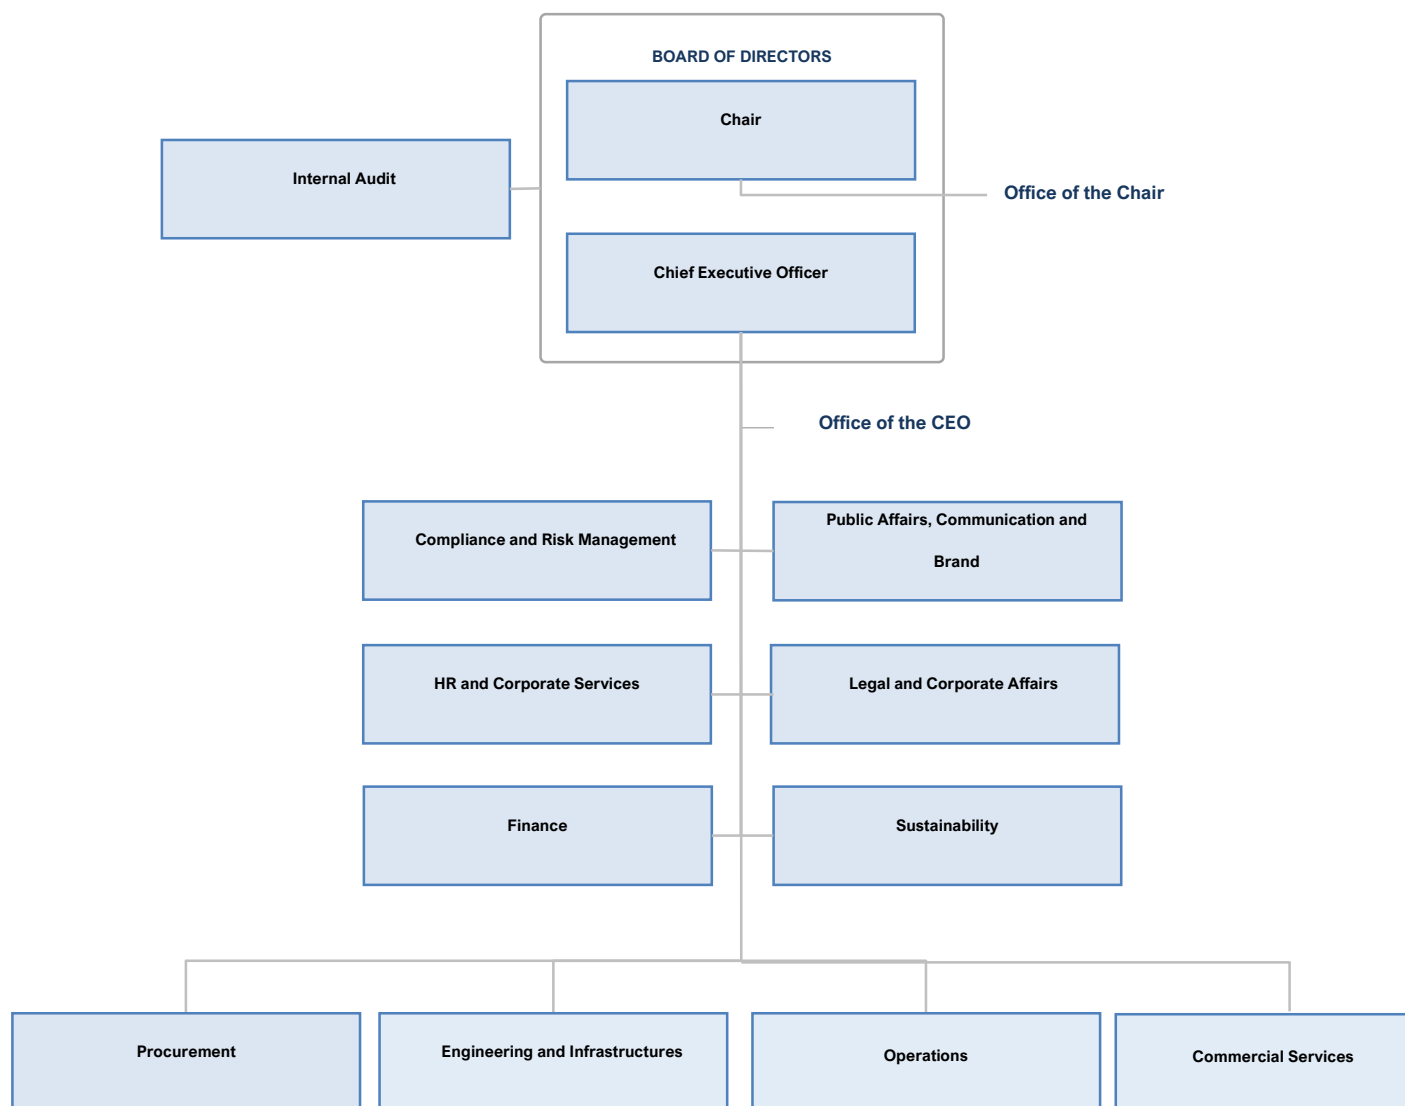 BOARD OF DIRECTORS
Chair
Internal Audit
Office of the Chair
Chief Executive Officer
Office of the CEO
Compliance and Risk Management
Public Affairs, Communication and
Brand
HR and Corporate Services
Legal and Corporate Affairs
Finance
Sustainability
Procurement
Engineering and Infrastructures
Operations
Commercial Services